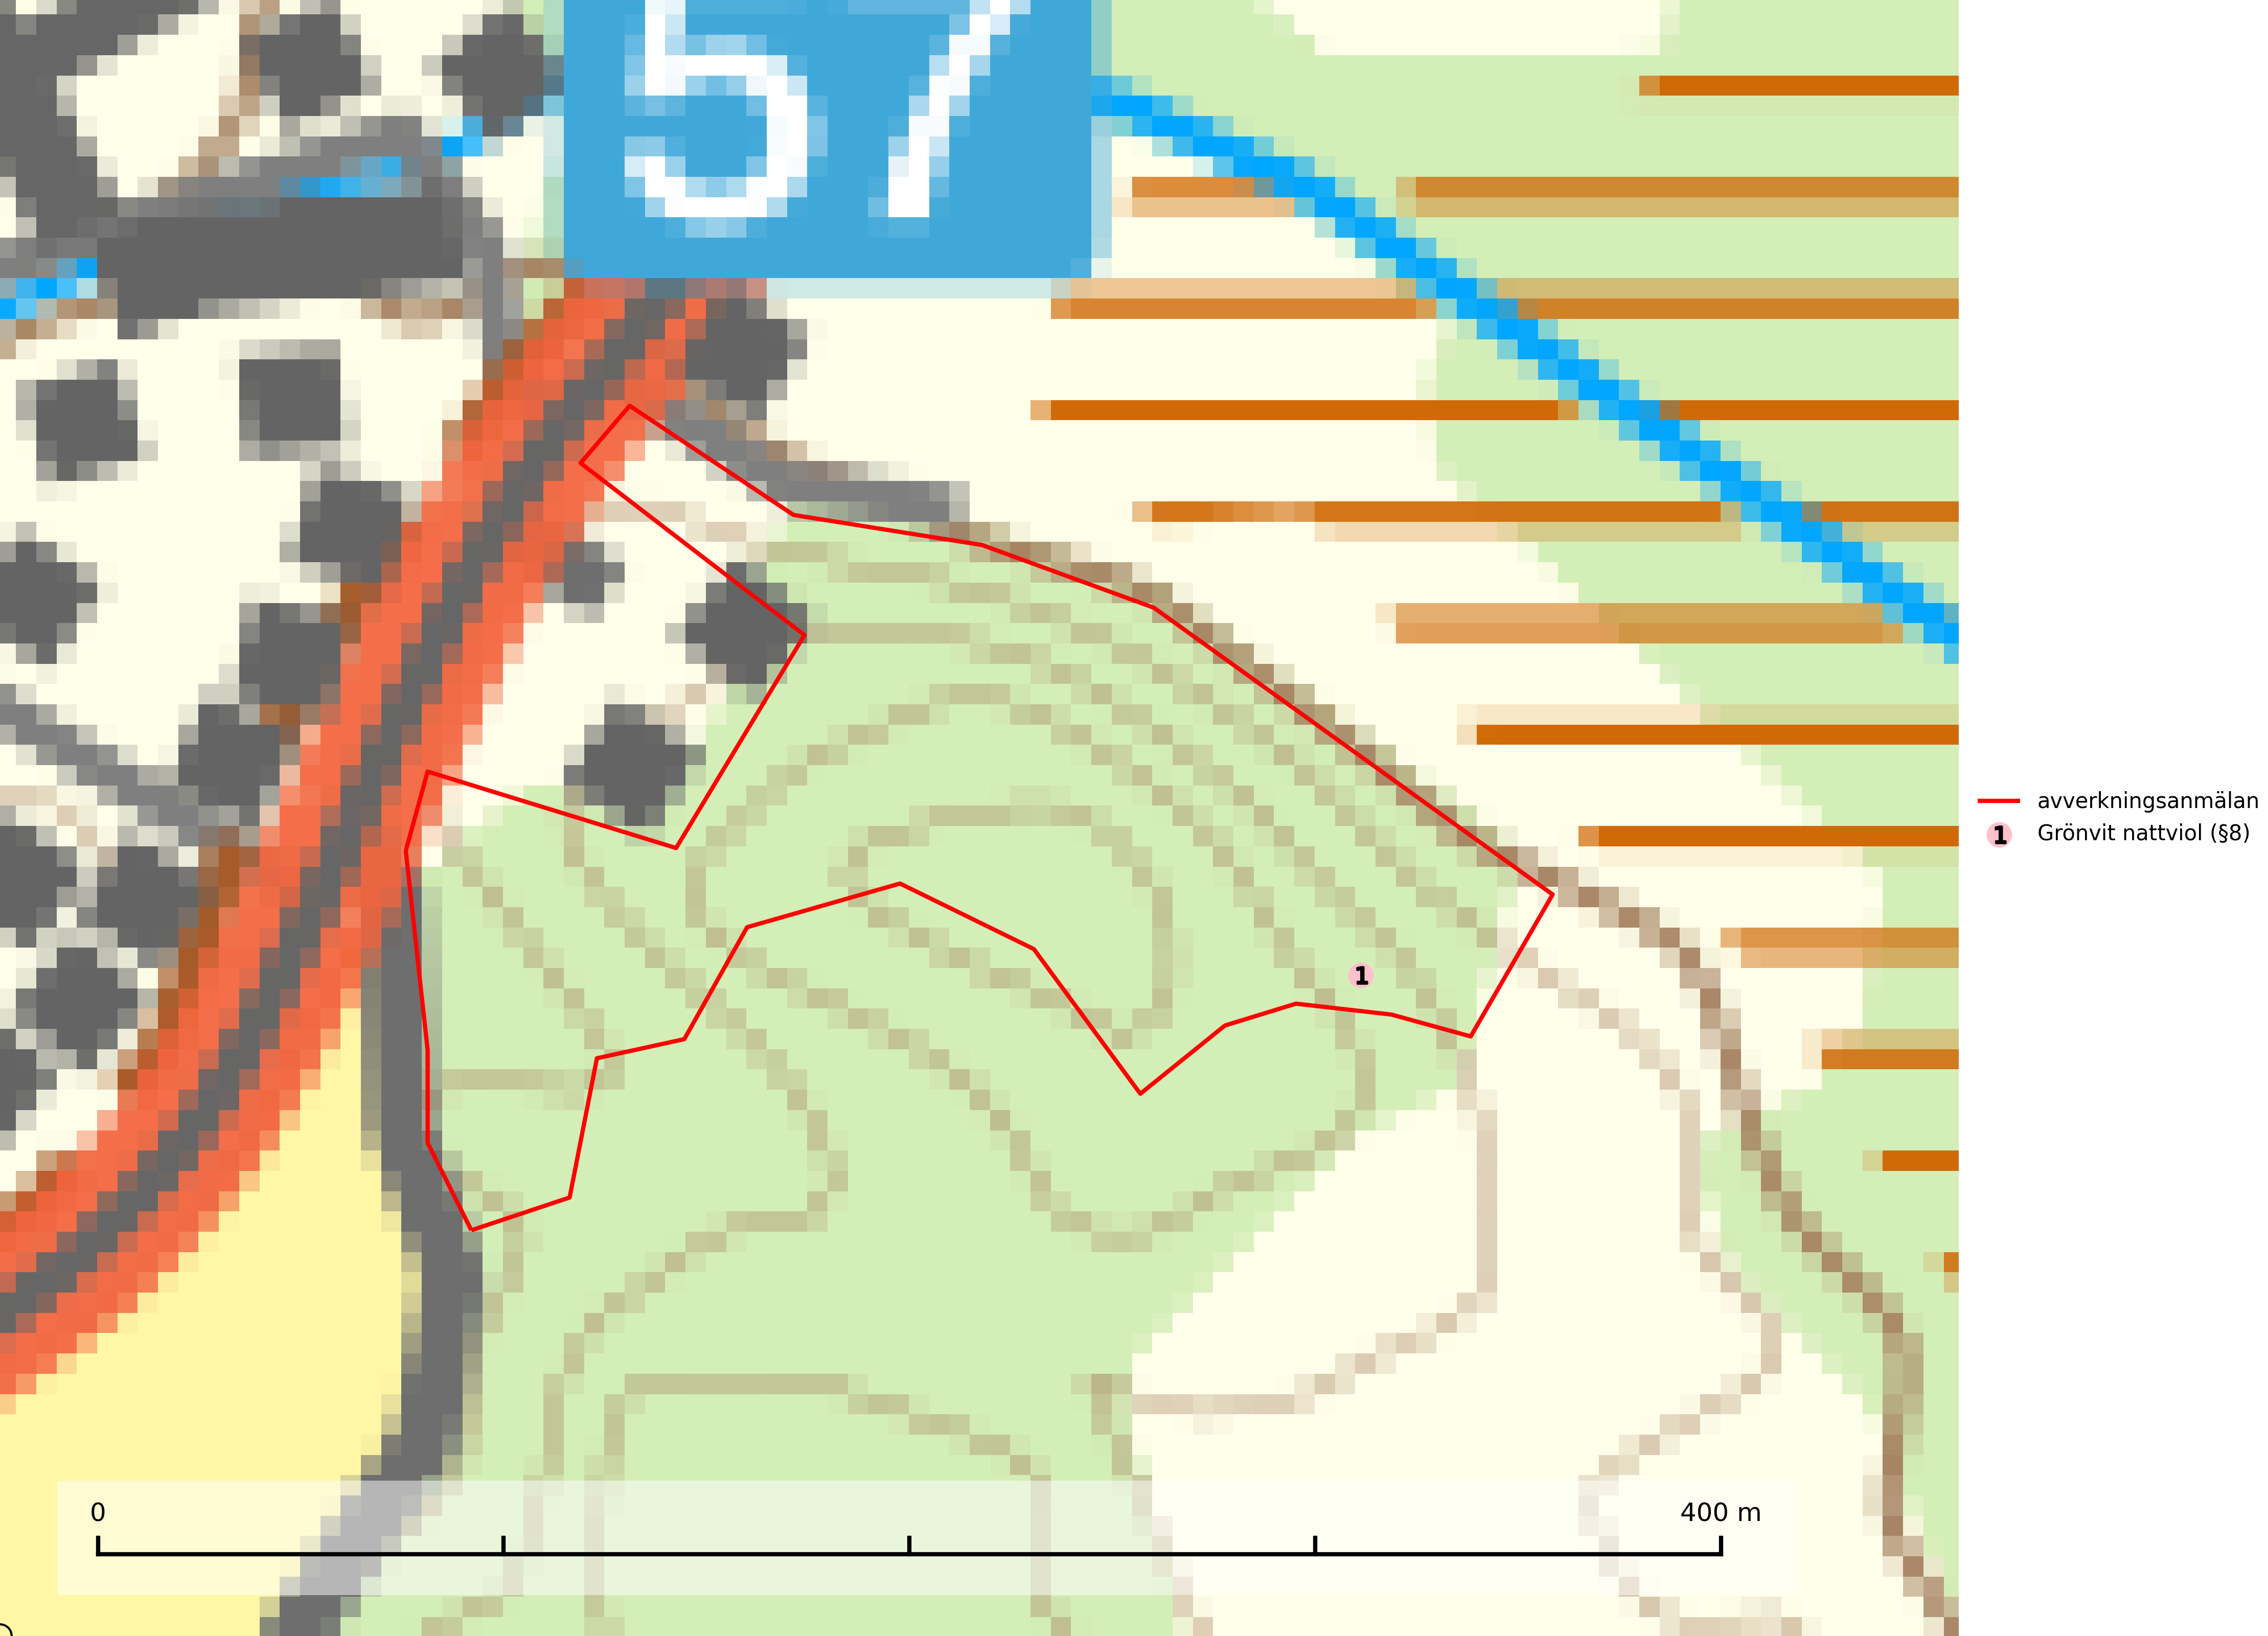 57
avverkningsanmälan
1 Grönvit nattviol (§8)
1
0 400 m